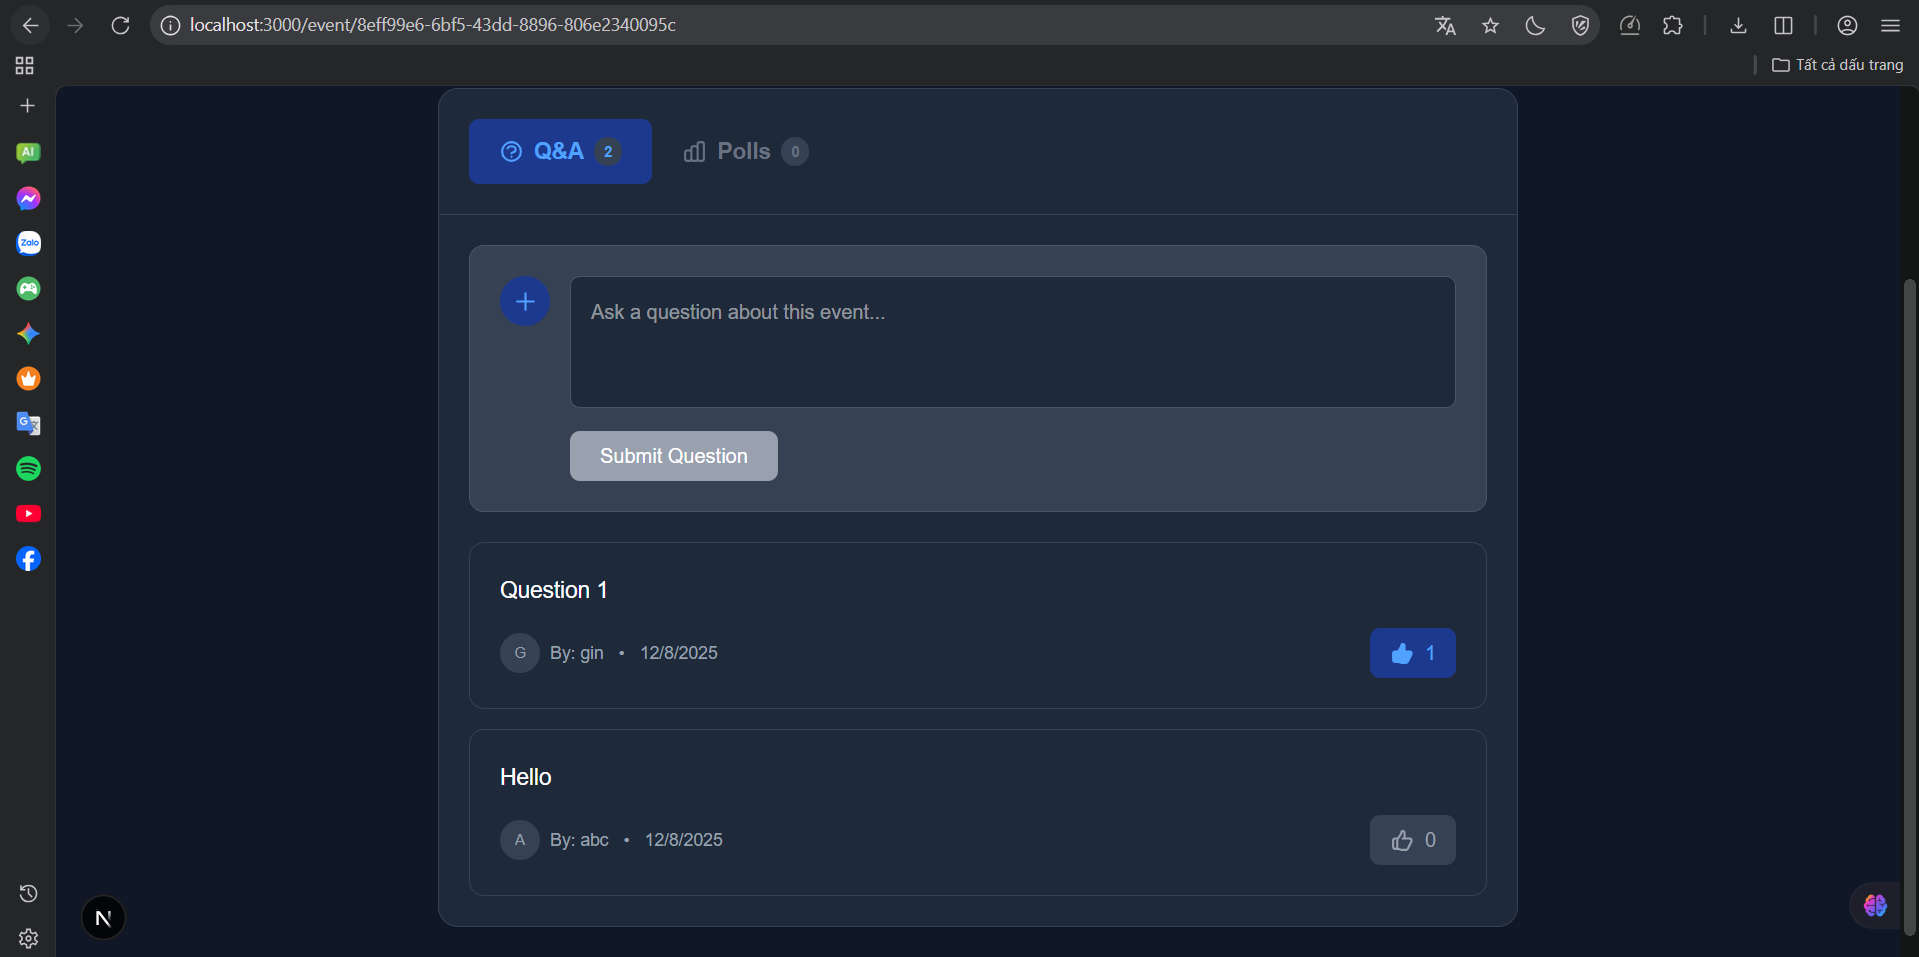 localhost:3000/event/8eff99e6-6bf5-43dd-8896-806e2340095c
Tất cả dấu trang
AI
Zalo
Q&A 2
Polls 0
Ask a question about this event...
Submit Question
Question 1
G By: gin • 12/8/2025
1
Hello
A By: abc • 12/8/2025
0
N